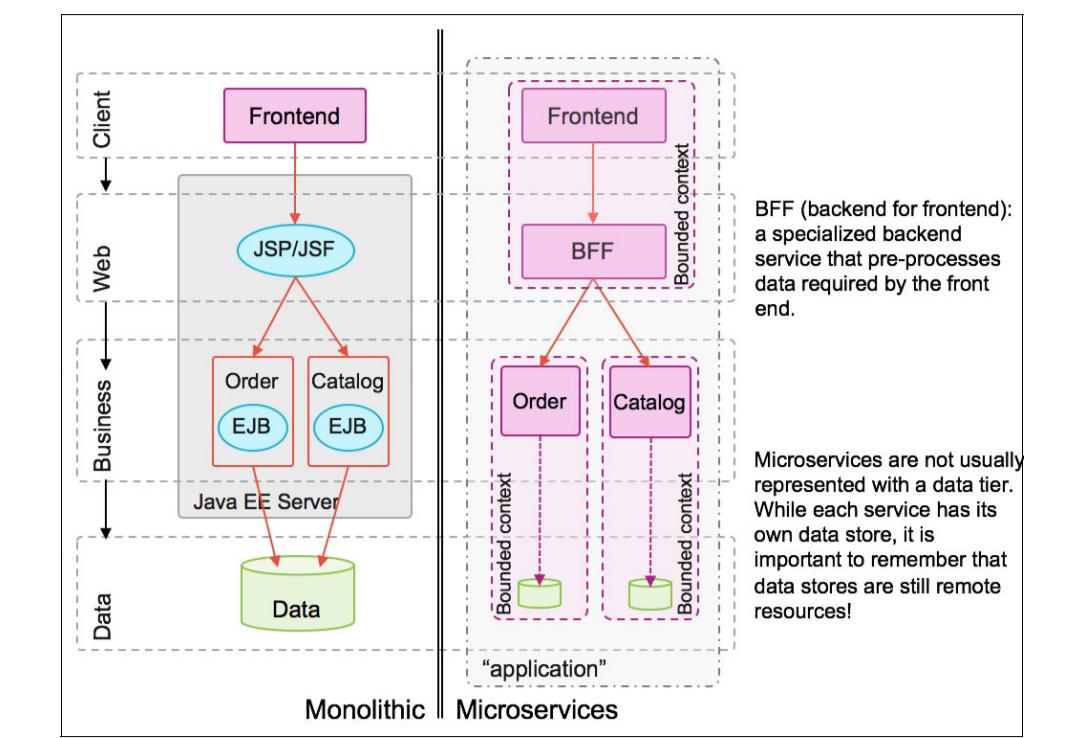 Client
Web
Business
Data
Frontend
JSP/JSF
Order
EJB
Catalog
EJB
Java EE Server
Data
Monolithic
Frontend
BFF
Bounded context
Order
Bounded context
Catalog
Bounded context
“application”
Microservices
BFF (backend for frontend):
a specialized backend
service that pre-processes
data required by the front
end.
Microservices are not usually
represented with a data tier.
While each service has its
own data store, it is
important to remember that
data stores are still remote
resources!